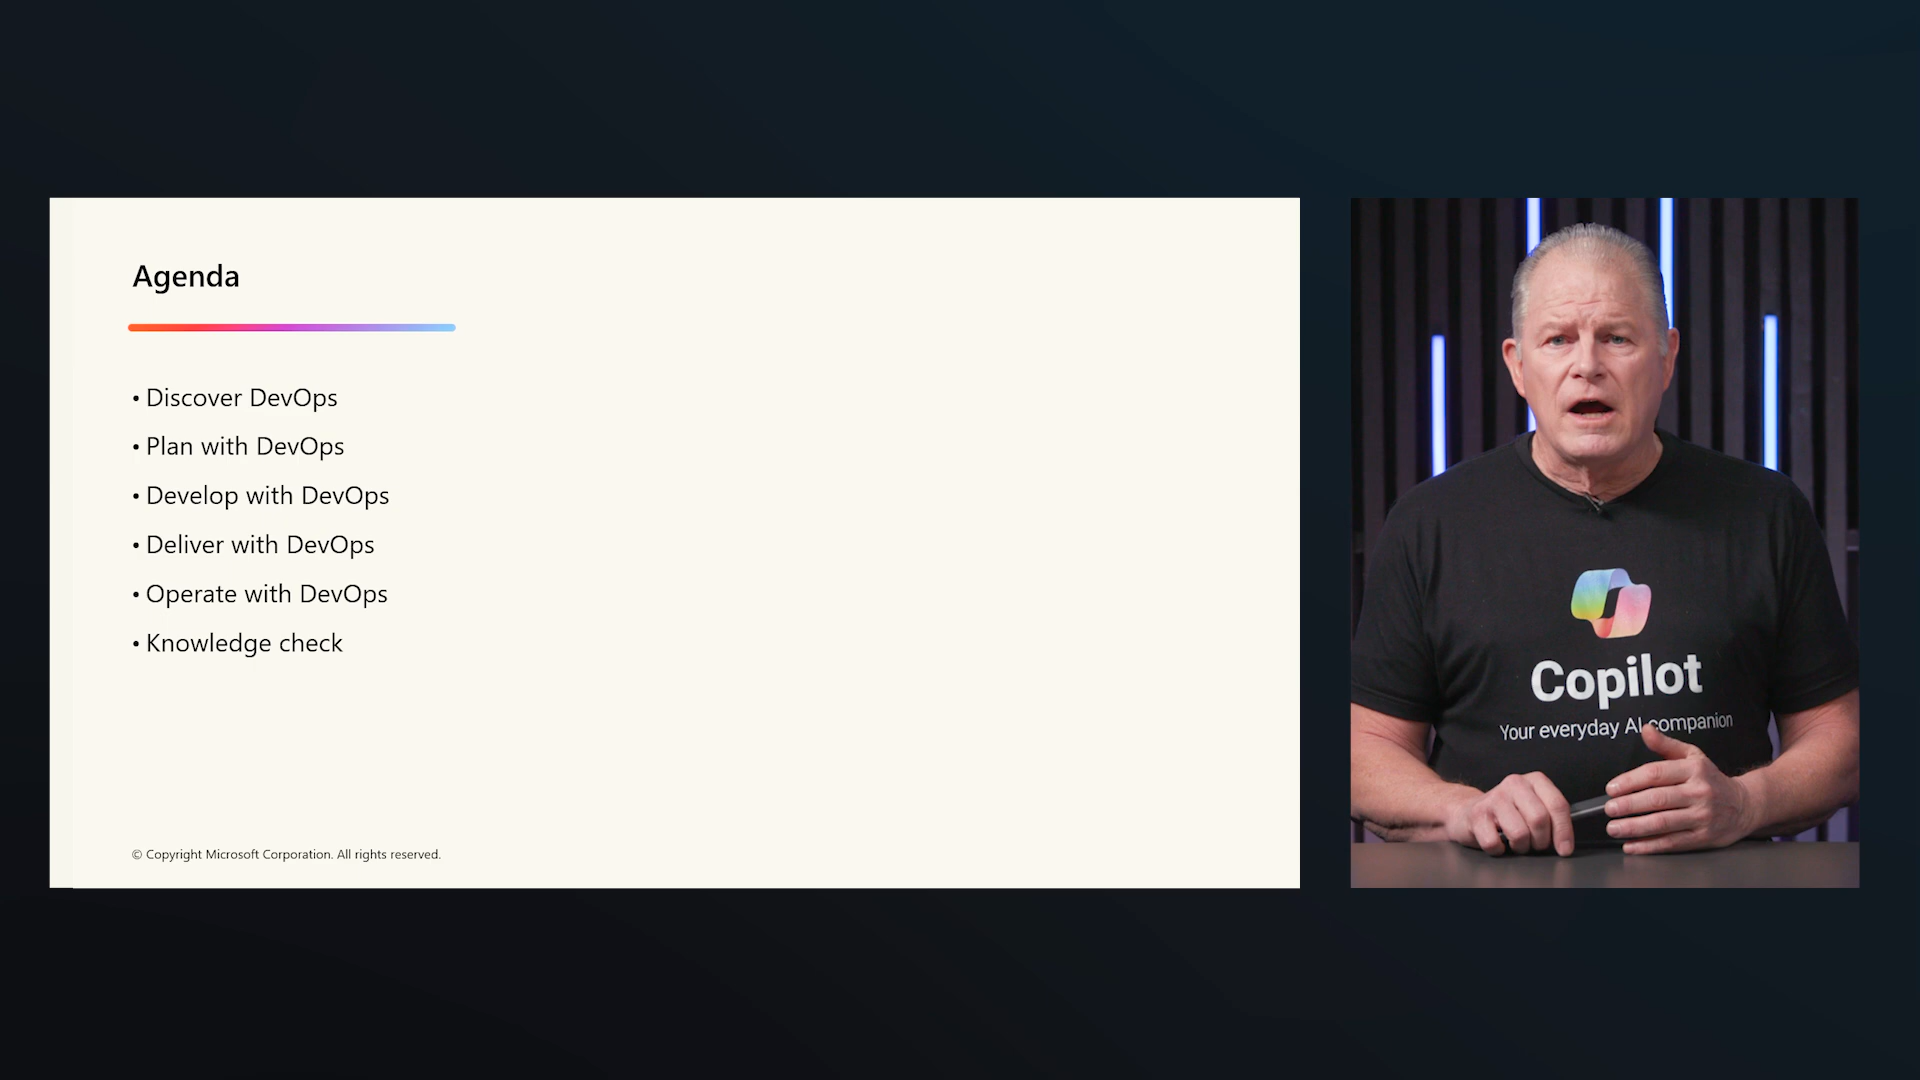 Agenda
• Discover DevOps
• Plan with DevOps
• Develop with DevOps
• Deliver with DevOps
• Operate with DevOps
• Knowledge check
© Copyright Microsoft Corporation. All rights reserved.
Copilot
Your everyday AI companion